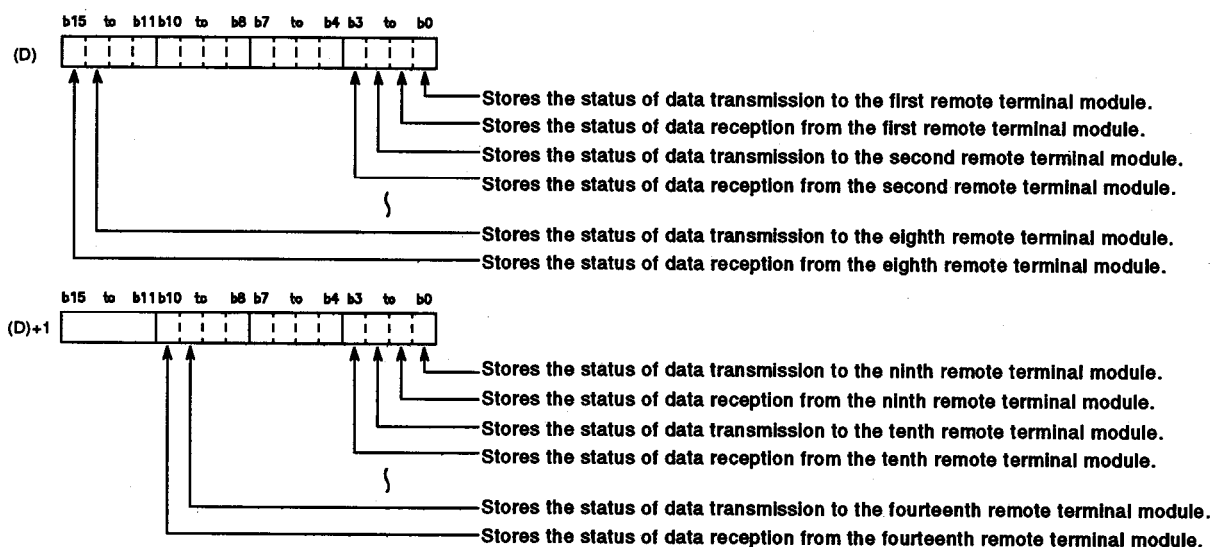 b15 to b11 b10 to b8 b7 to b4 b3 to b0
(D)
Stores the status of data transmission to the first remote terminal module.
Stores the status of data reception from the first remote terminal module.
Stores the status of data transmission to the second remote terminal module.
Stores the status of data reception from the second remote terminal module.
Stores the status of data transmission to the eighth remote terminal module.
Stores the status of data reception from the eighth remote terminal module.
b15 to b11 b10 to b8 b7 to b4 b3 to b0
(D)+1
Stores the status of data transmission to the ninth remote terminal module.
Stores the status of data reception from the ninth remote terminal module.
Stores the status of data transmission to the tenth remote terminal module.
Stores the status of data reception from the tenth remote terminal module.
Stores the status of data transmission to the fourteenth remote terminal module.
Stores the status of data reception from the fourteenth remote terminal module.